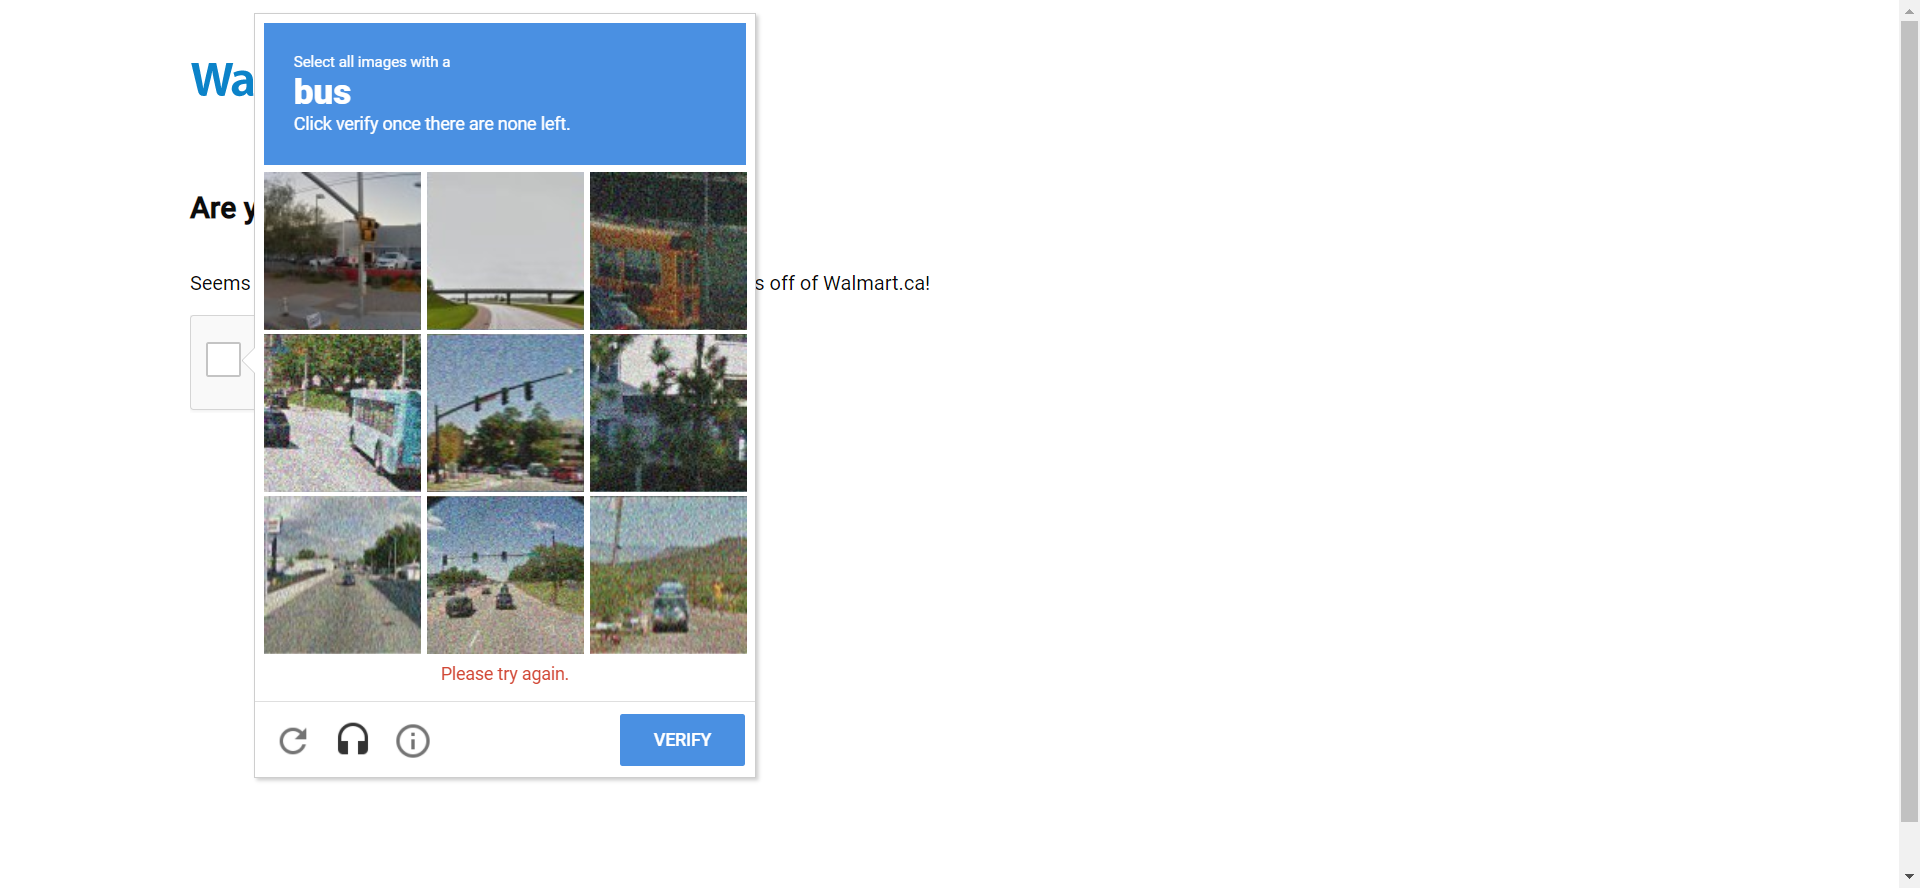 Wa
Select all images with a
bus
Click verify once there are none left.
Are y
Seems
s off of Walmart.ca!
Please try again.
VERIFY